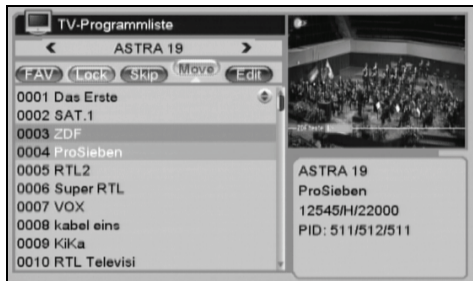 TV-Programmliste
ASTRA 19
FAV Lock Skip Move Edit
0001 Das Erste
0002 SAT.1
0003 ZDF
0004 ProSieben
0005 RTL2
0006 Super RTL
0007 VOX
0008 kabel eins
0009 KiKa
0010 RTL Televisi
ASTRA 19
ProSieben
12545/H/22000
PID: 511/512/511